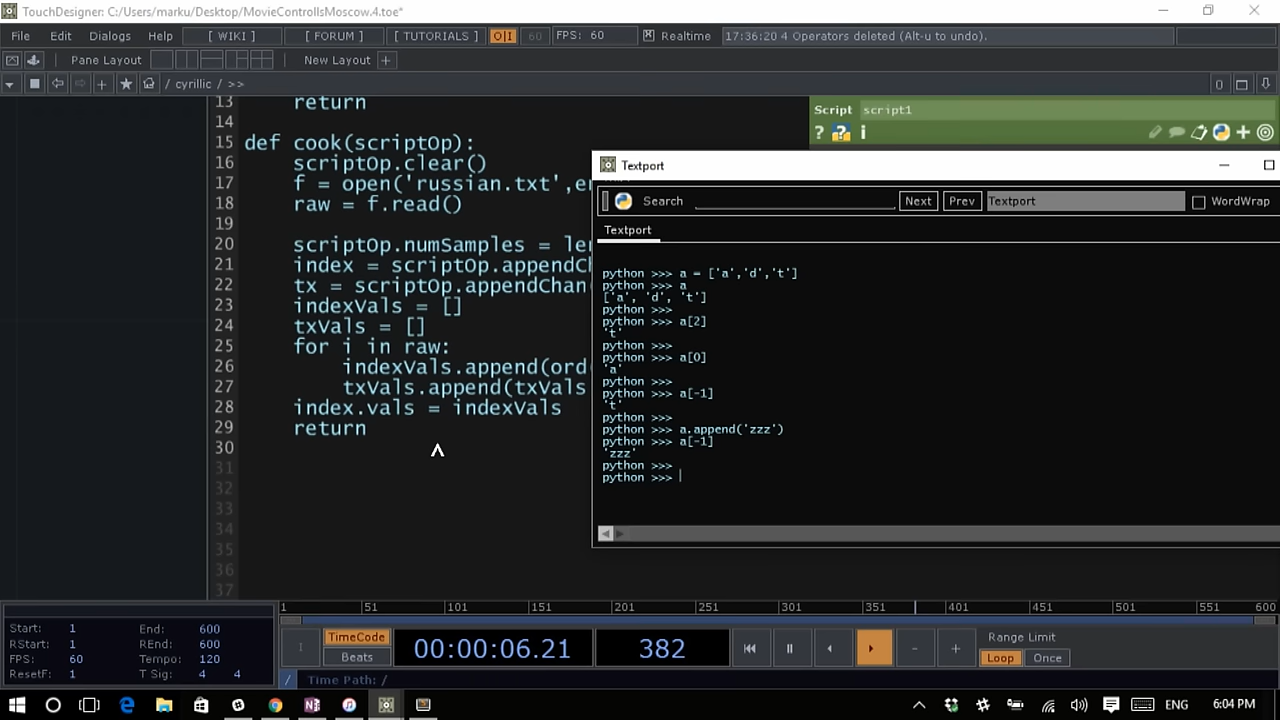 TouchDesigner: C:/Users/marku/Desktop/MovieControllsMoscow.4.toe*
File Edit Dialogs Help [ WIKI ] [ FORUM ] [ TUTORIALS ] O|I 60 FPS: 60 Realtime 17:36:20 4 Operators deleted (Alt-u to undo).
Pane Layout New Layout +
/ cyrillic / >> 0
13 return
14
15 def cook(scriptOp):
16 scriptOp.clear()
17 f = open('russian.txt',en
18 raw = f.read()
19
20 scriptOp.numSamples = le
21 index = scriptOp.appendCh
22 tx = scriptOp.appendChan(
23 indexVals = []
24 txVals = []
25 for i in raw:
26 indexVals.append(ord(
27 txVals.append(txVals
28 index.vals = indexVals
29 return
30
31
32
33
34
35
36
37
Script script1
? ? i
Textport
Search Next Prev Textport WordWrap
Textport
python >>> a = ['a','d','t']
python >>> a
['a', 'd', 't']
python >>>
python >>> a[2]
't'
python >>>
python >>> a[0]
'a'
python >>>
python >>> a[-1]
't'
python >>>
python >>> a.append('zzz')
python >>> a[-1]
'zzz'
python >>>
python >>>
1 51 101 151 201 251 301 351 401 451 501 551 600
Start: 1 End: 600
RStart: 1 REnd: 600
FPS: 60 Tempo: 120
ResetF: 1 T Sig: 4 4
TimeCode
Beats
00:00:06.21 382
- +
Range Limit
Loop Once
/ Time Path: /
ENG 6:04 PM